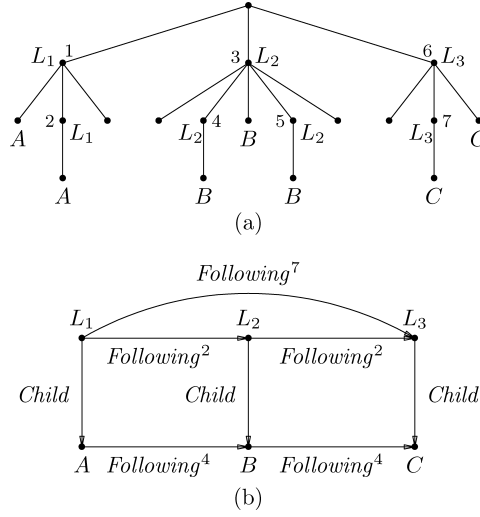 L₁ 1 3 L₂ 6 L₃
A 2 L₁ L₂ 4 B 5 L₂ L₃ 7 C
A B B C
(a)
Following⁷
L₁ L₂ L₃
Following² Following²
Child Child Child
A Following⁴ B Following⁴ C
(b)